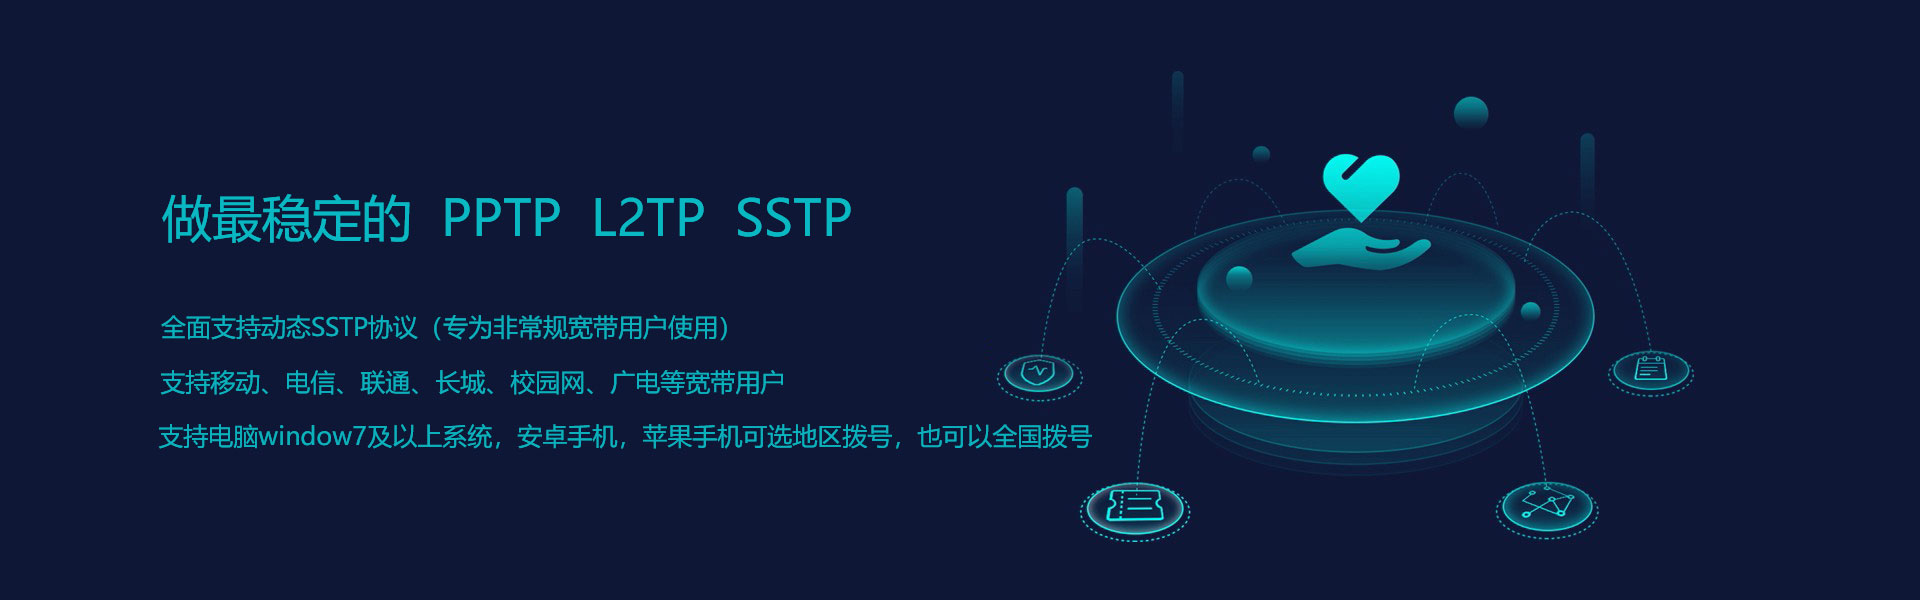 做最稳定的 PPTP L2TP SSTP
全面支持动态SSTP协议（专为非常规宽带用户使用）
支持移动、电信、联通、长城、校园网、广电等宽带用户
支持电脑window7及以上系统，安卓手机，苹果手机可选地区拨号，也可以全国拨号